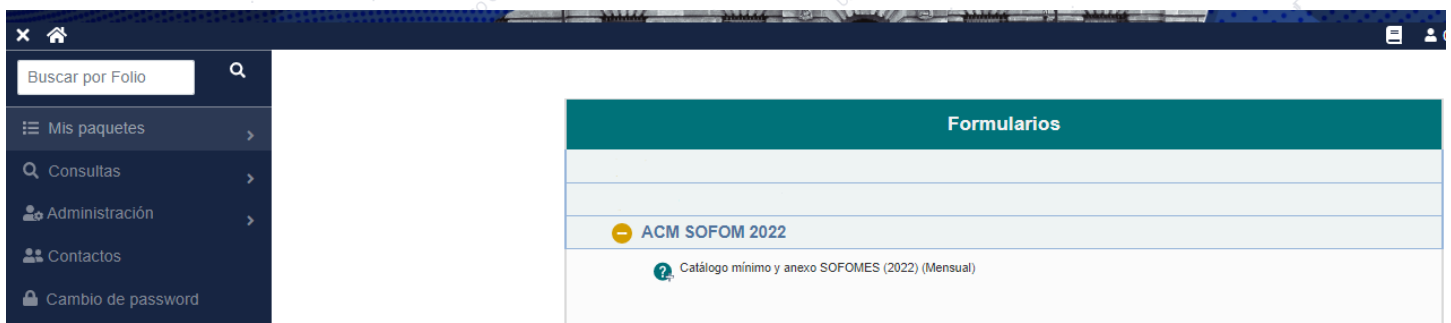 Buscar por Folio
Mis paquetes
Consultas
Administración
Contactos
Cambio de password
Formularios
ACM SOFOM 2022
Catálogo mínimo y anexo SOFOMES (2022) (Mensual)